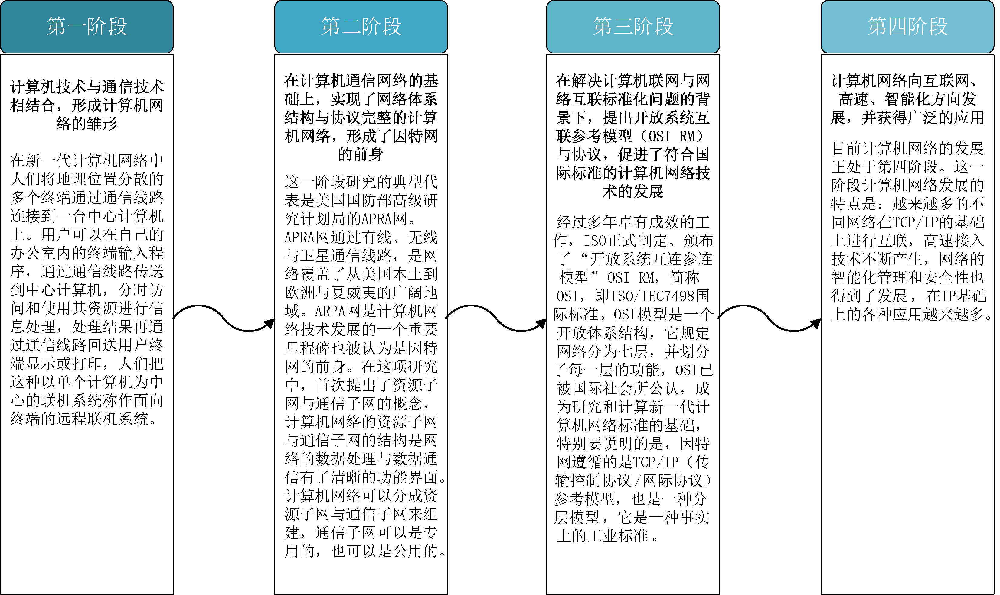 第一阶段
计算机技术与通信技术
相结合，形成计算机网
络的雏形
在新一代计算机网络中
人们将地理位置分散的
多个终端通过通信线路
连接到一台中心计算机
上。用户可以在自己的
办公室内的终端输入程
序，通过通信线路传送
到中心计算机，分时访
问和使用其资源进行信
息处理，处理结果再通
过通信线路回送用户终
端显示或打印，人们把
这种以单个计算机为中
心的联机系统称作面向
终端的远程联机系统。
第二阶段
在计算机通信网络的基
础上，实现了网络体系
结构与协议完整的计算
机网络，形成了因特网
的前身
这一阶段研究的典型代
表是美国国防部高级研
究计划局的APRA网。
APRA网通过有线、无线
与卫星通信线路，是网
络覆盖了从美国本土到
欧洲与夏威夷的广阔地
域。ARPA网是计算机网
络技术发展的一个重要
里程碑也被认为是因特
网的前身。在这项研究
中，首次提出了资源子
网与通信子网的概念，
计算机网络的资源子网
与通信子网的结构是网
络的数据处理与数据通
信有了清晰的功能界面。
计算机网络可以分成资
源子网与通信子网来组
建，通信子网可以是专
用的，也可以是公用的。
第三阶段
在解决计算机联网与网
络互联标准化问题的背
景下，提出开放系统互
联参考模型（OSI RM）
与协议，促进了符合国
际标准的计算机网络技
术的发展
经过多年卓有成效的工
作，ISO正式制定、颁布
了“开放系统互连参连
模型”OSI RM，简称
OSI，即ISO/IEC7498国
际标准。OSI模型是一个
开放体系结构，它规定
网络分为七层，并划分
了每一层的功能，OSI已
被国际社会所公认，成
为研究和计算新一代计
算机网络标准的基础，
特别要说明的是，因特
网遵循的是TCP/IP（传
输控制协议/网际协议）
参考模型，也是一种分
层模型，它是一种事实
上的工业标准。
第四阶段
计算机网络向互联网、
高速、智能化方向发
展，并获得广泛的应用
目前计算机网络的发展
正处于第四阶段。这一
阶段计算机网络发展的
特点是：越来越多的不
同网络在TCP/IP的基础
上进行互联，高速接入
技术不断产生，网络的
智能化管理和安全性也
得到了发展，在IP基础
上的各种应用越来越多。